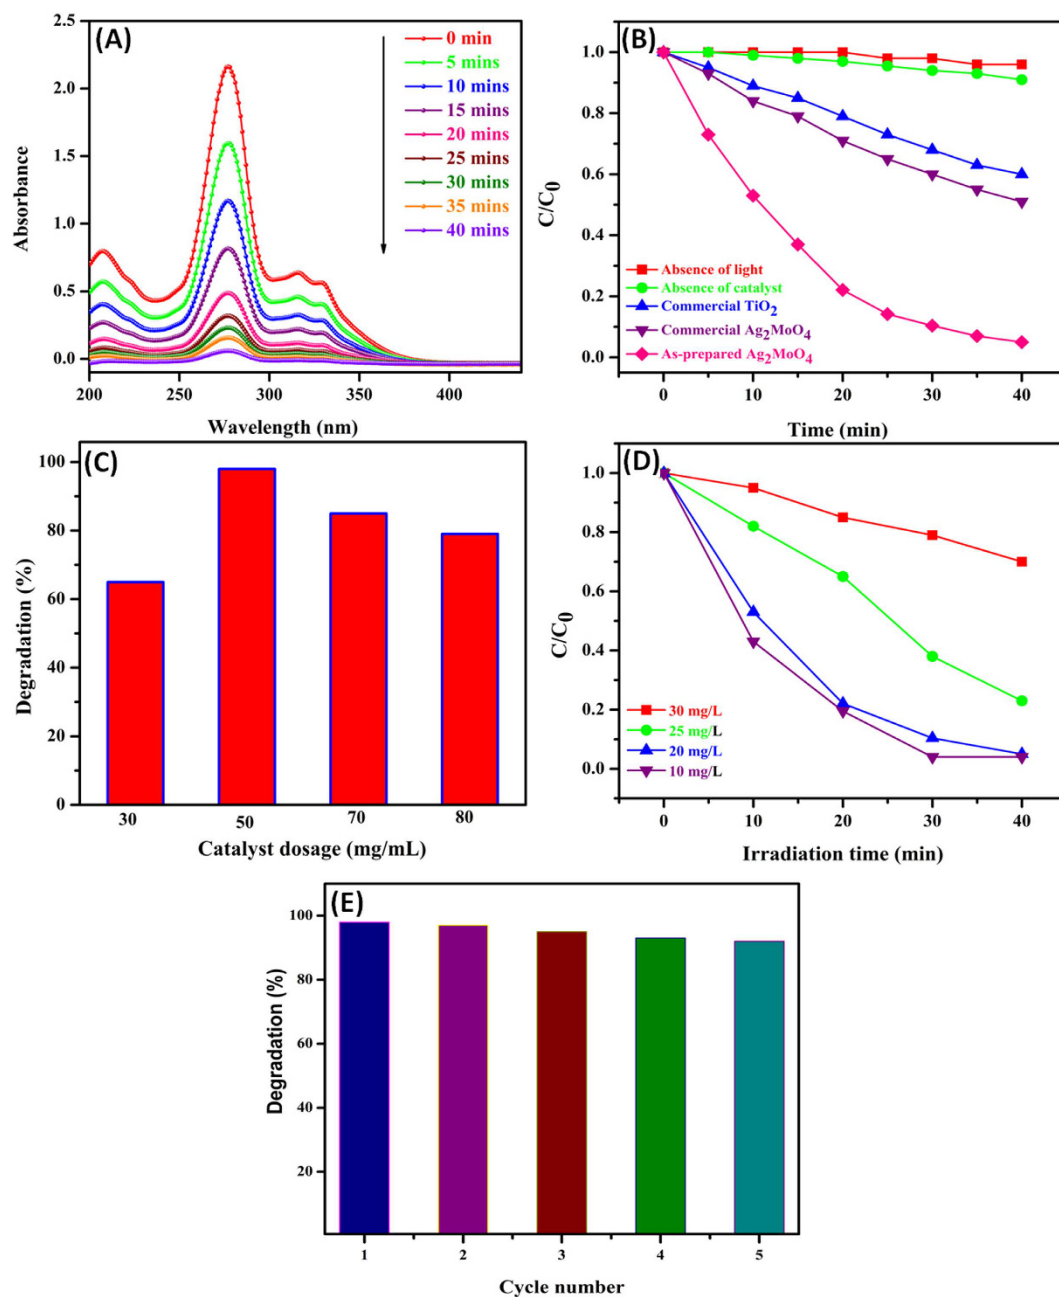 (A)
2.5
2.0
1.5
1.0
0.5
0.0
Absorbance
0 min
5 mins
10 mins
15 mins
20 mins
25 mins
30 mins
35 mins
40 mins
200 250 300 350 400
Wavelength (nm)
(B)
1.0
0.8
0.6
0.4
0.2
0.0
C/C0
Absence of light
Absence of catalyst
Commercial TiO2
Commercial Ag2MoO4
As-prepared Ag2MoO4
0 10 20 30 40
Time (min)
(C)
100
80
60
40
20
0
Degradation (%)
30 50 70 80
Catalyst dosage (mg/mL)
(D)
1.0
0.8
0.6
0.4
0.2
0.0
C/C0
30 mg/L
25 mg/L
20 mg/L
10 mg/L
0 10 20 30 40
Irradiation time (min)
(E)
100
80
60
40
20
Degradation (%)
1 2 3 4 5
Cycle number